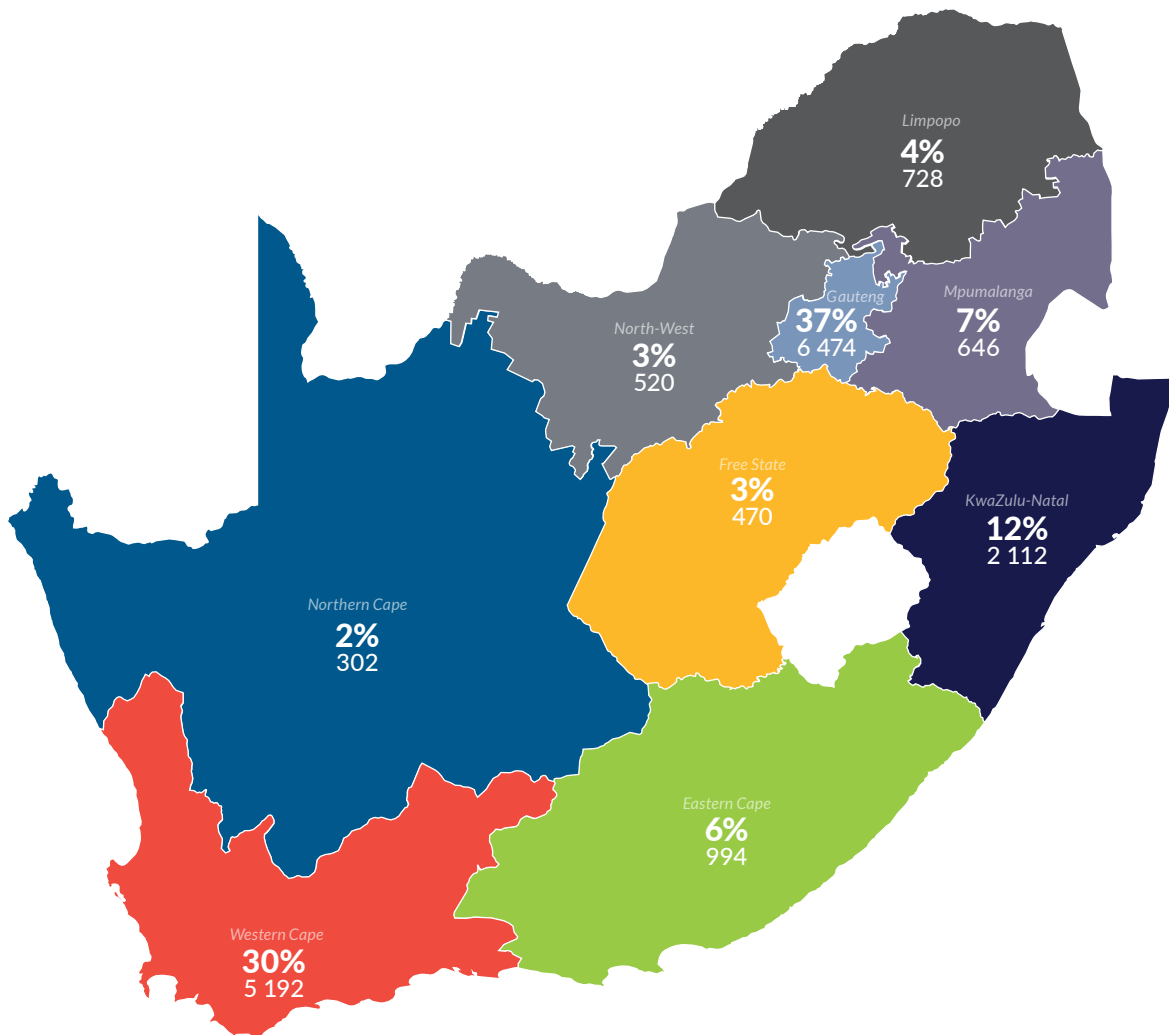 Limpopo
4%
728
Mpumalanga
7%
646
Gauteng
37%
6 474
North-West
3%
520
Free State
3%
470
KwaZulu-Natal
12%
2 112
Northern Cape
2%
302
Eastern Cape
6%
994
Western Cape
30%
5 192